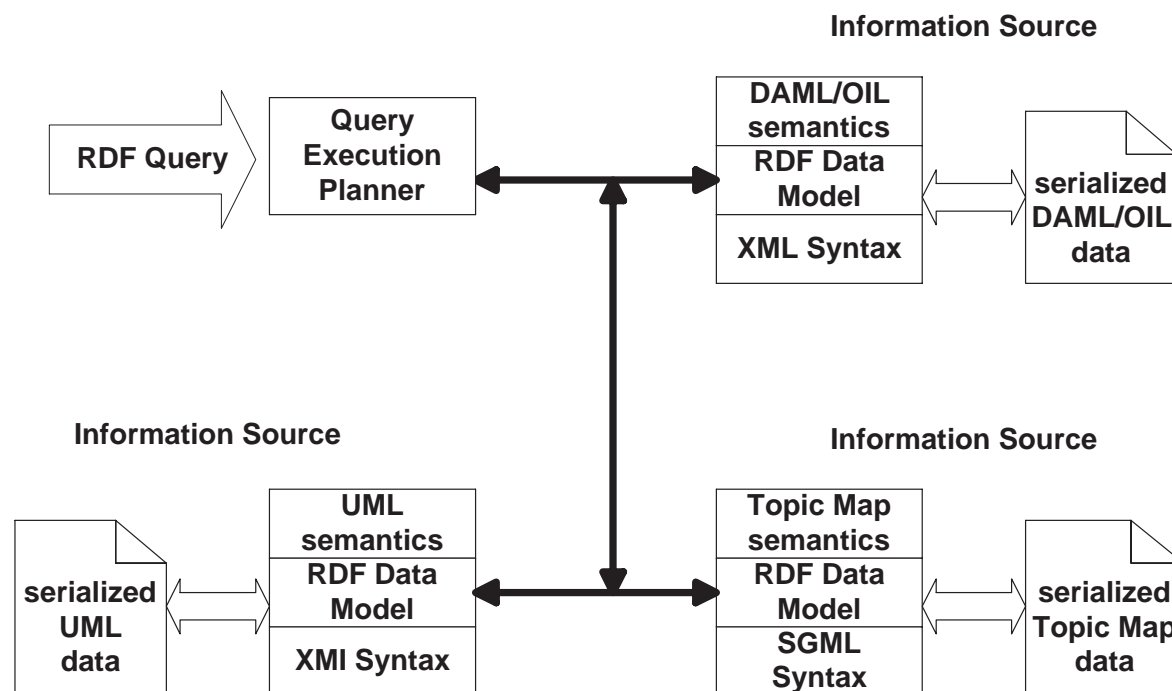 Information Source
RDF Query
Query
Execution
Planner
DAML/OIL
semantics
RDF Data
Model
XML Syntax
serialized
DAML/OIL
data
Information Source
Information Source
serialized
UML
data
UML
semantics
RDF Data
Model
XMI Syntax
Topic Map
semantics
RDF Data
Model
SGML
Syntax
serialized
Topic Map
data